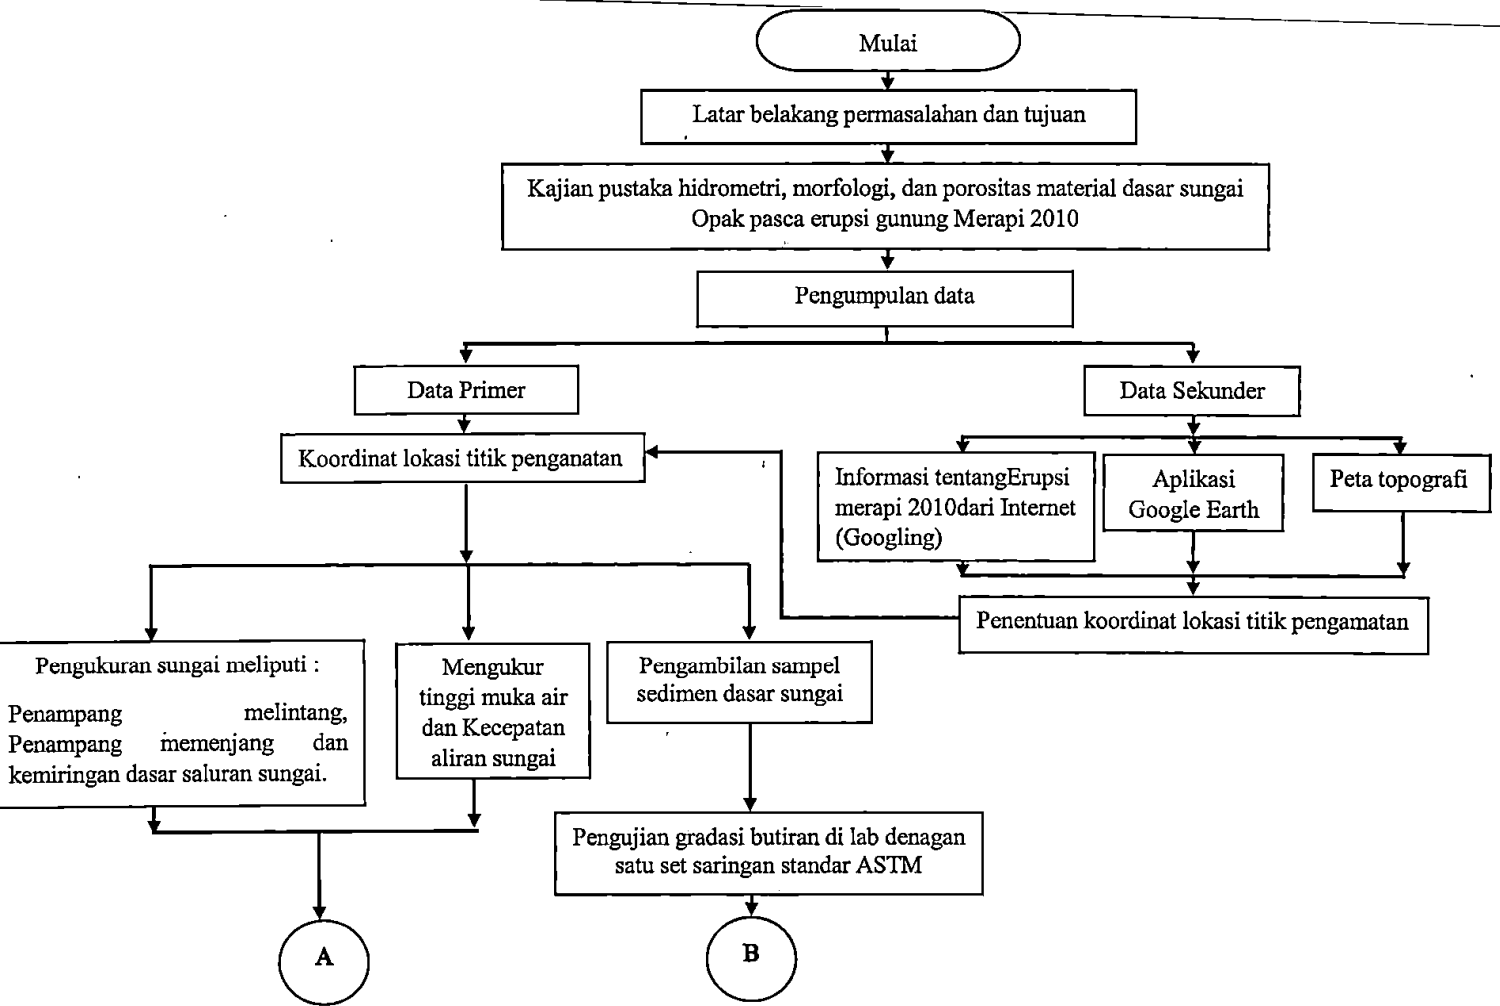 Mulai
Latar belakang permasalahan dan tujuan
Kajian pustaka hidrometri, morfologi, dan porositas material dasar sungai
Opak pasca erupsi gunung Merapi 2010
Pengumpulan data
Data Primer
Data Sekunder
Koordinat lokasi titik penganatan
Informasi tentangErupsi
merapi 2010dari Internet
(Googling)
Aplikasi
Google Earth
Peta topografi
Penentuan koordinat lokasi titik pengamatan
Pengukuran sungai meliputi :
Penampang melintang,
Penampang memenjang dan
kemiringan dasar saluran sungai.
Mengukur
tinggi muka air
dan Kecepatan
aliran sungai
Pengambilan sampel
sedimen dasar sungai
Pengujian gradasi butiran di lab denagan
satu set saringan standar ASTM
A
B